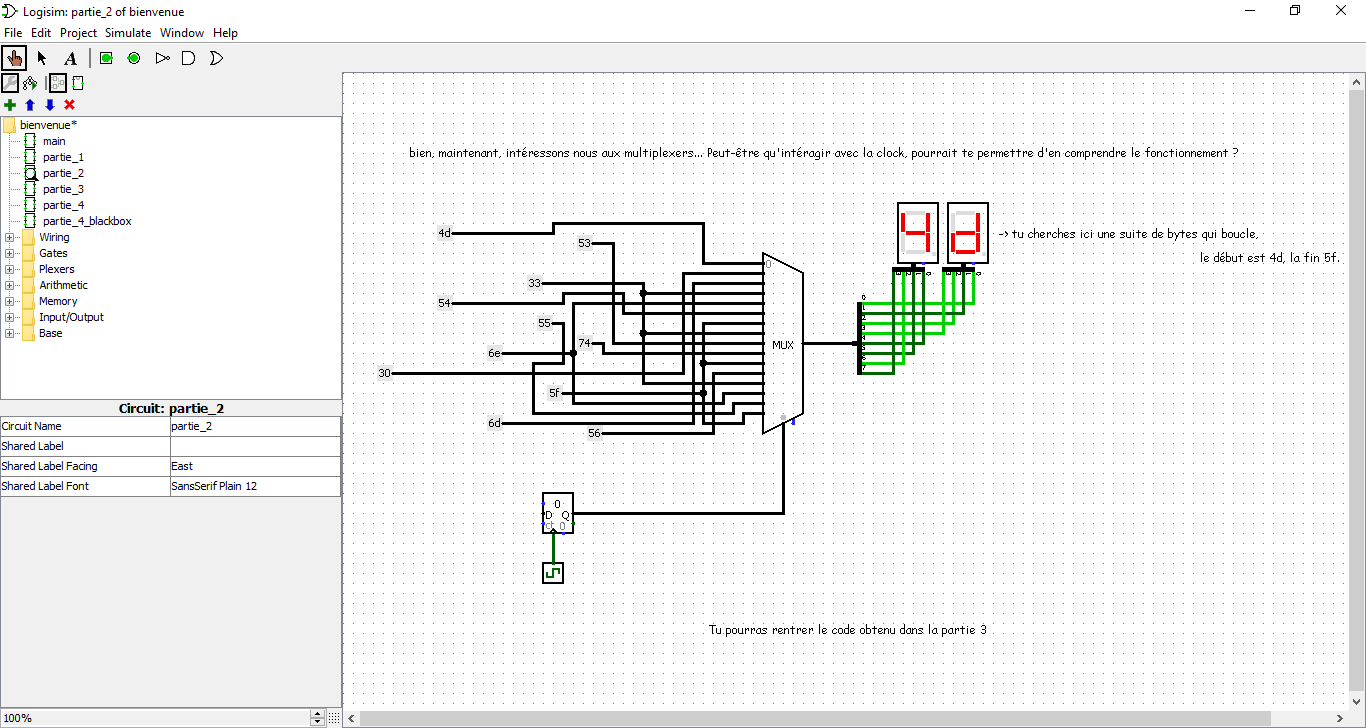 Logisim: partie_2 of bienvenue
File Edit Project Simulate Window Help
A
bienvenue*
main
partie_1
partie_2
partie_3
partie_4
partie_4_blackbox
Wiring
Gates
Plexers
Arithmetic
Memory
Input/Output
Base
Circuit: partie_2
Circuit Name partie_2
Shared Label
Shared Label Facing East
Shared Label Font SansSerif Plain 12
100%
bien, maintenant, intéressons nous aux multiplexers... Peut-être qu'intéragir avec la clock, pourrait te permettre d'en comprendre le fonctionnement ?
4d
53
33
54
55
74
6e
30
5f
6d
56
0
MUX
4d
-> tu cherches ici une suite de bytes qui boucle,
le début est 4d, la fin 5f.
0
D Q
ct 0
Tu pourras rentrer le code obtenu dans la partie 3